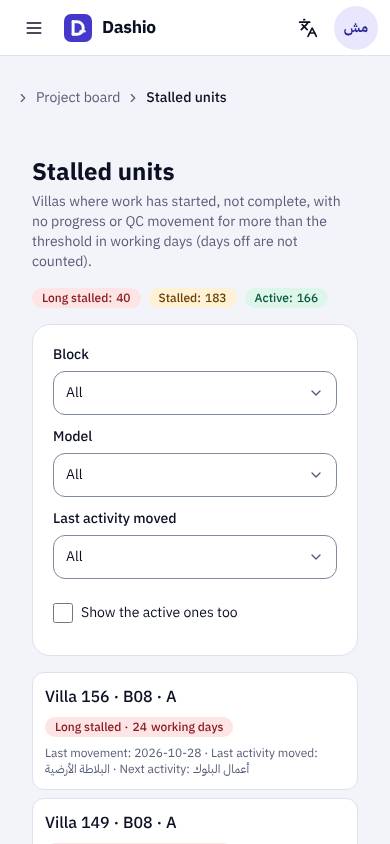 Dashio
مش
Project board
Stalled units
Stalled units
Villas where work has started, not complete, with
no progress or QC movement for more than the
threshold in working days (days off are not
counted).
Long stalled: 40
Stalled: 183
Active: 166
Block
All
Model
All
Last activity moved
All
Show the active ones too
Villa 156 · B08 · A
Long stalled · 24 working days
Last movement: 2026-10-28 · Last activity moved:
البلاطة الأرضية · Next activity: أعمال البلوك
Villa 149 · B08 · A